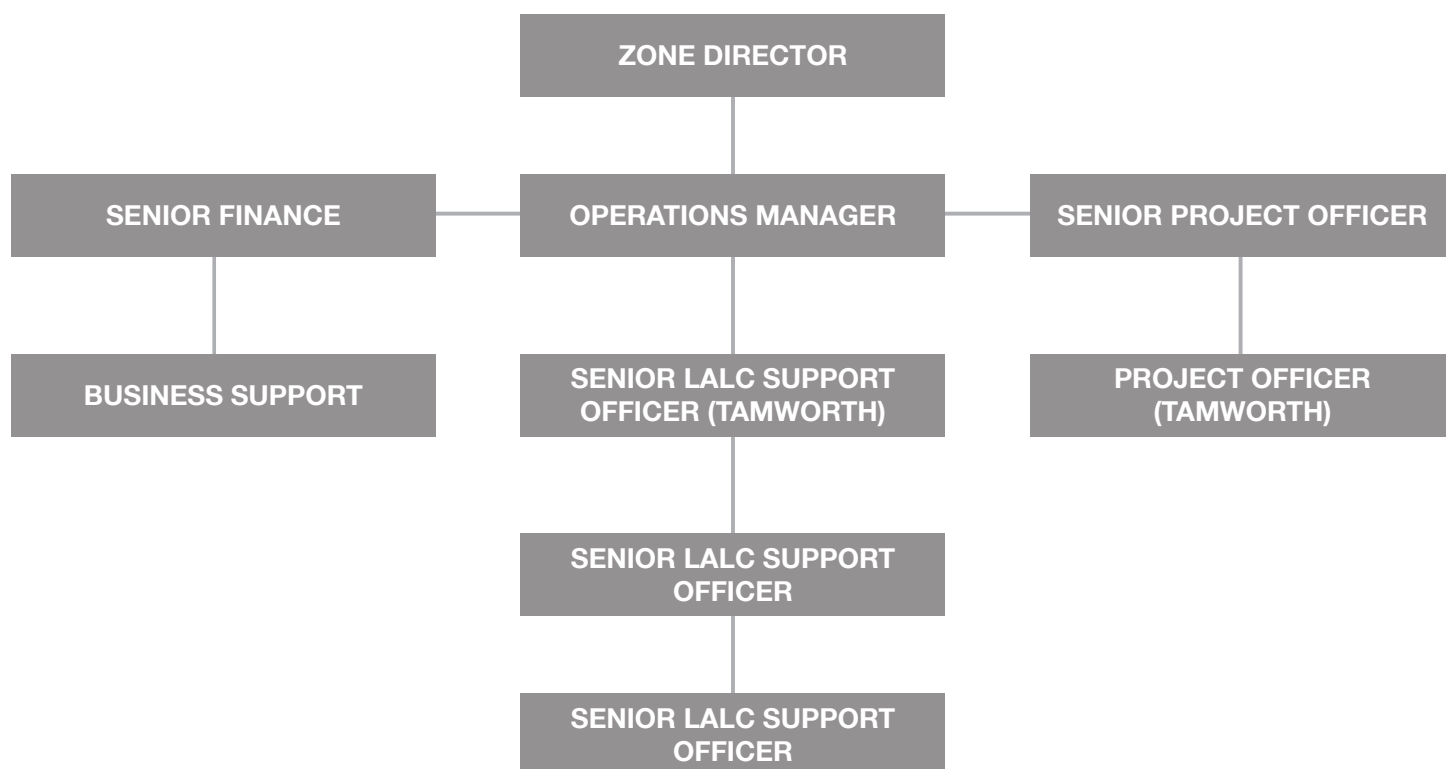 ZONE DIRECTOR
SENIOR FINANCE
OPERATIONS MANAGER
SENIOR PROJECT OFFICER
BUSINESS SUPPORT
SENIOR LALC SUPPORT
OFFICER (TAMWORTH)
PROJECT OFFICER
(TAMWORTH)
SENIOR LALC SUPPORT
OFFICER
SENIOR LALC SUPPORT
OFFICER